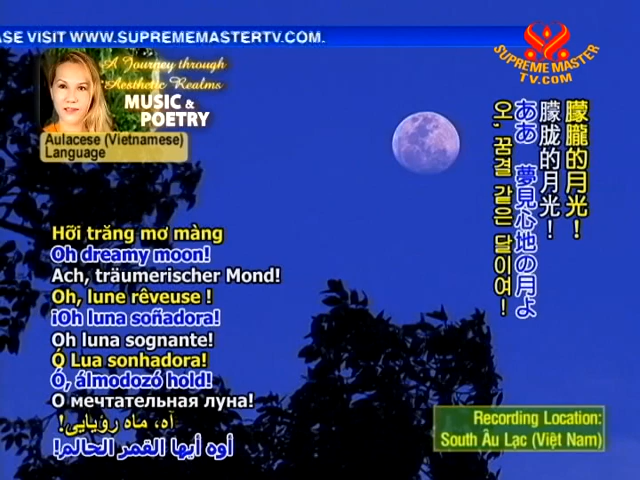 ASE VISIT WWW.SUPREMEMASTERTV.COM.
SUPREME MASTER
TV.COM
A Journey through
Aesthetic Realms
MUSIC &
POETRY
Aulacese (Vietnamese)
Language
朦朧的月光！
朦胧的月光！
ああ 夢見心地の月よ
오, 꿈결 같은 달이여!
Hỡi trăng mơ màng
Oh dreamy moon!
Ach, träumerischer Mond!
Oh, lune rêveuse !
¡Oh luna soñadora!
Oh luna sognante!
Ó Lua sonhadora!
Ó, álmodozó hold!
О мечтательная луна!
آه، ماه رؤیایی!
أوه أيها القمر الحالم!
Recording Location:
South Âu Lạc (Việt Nam)